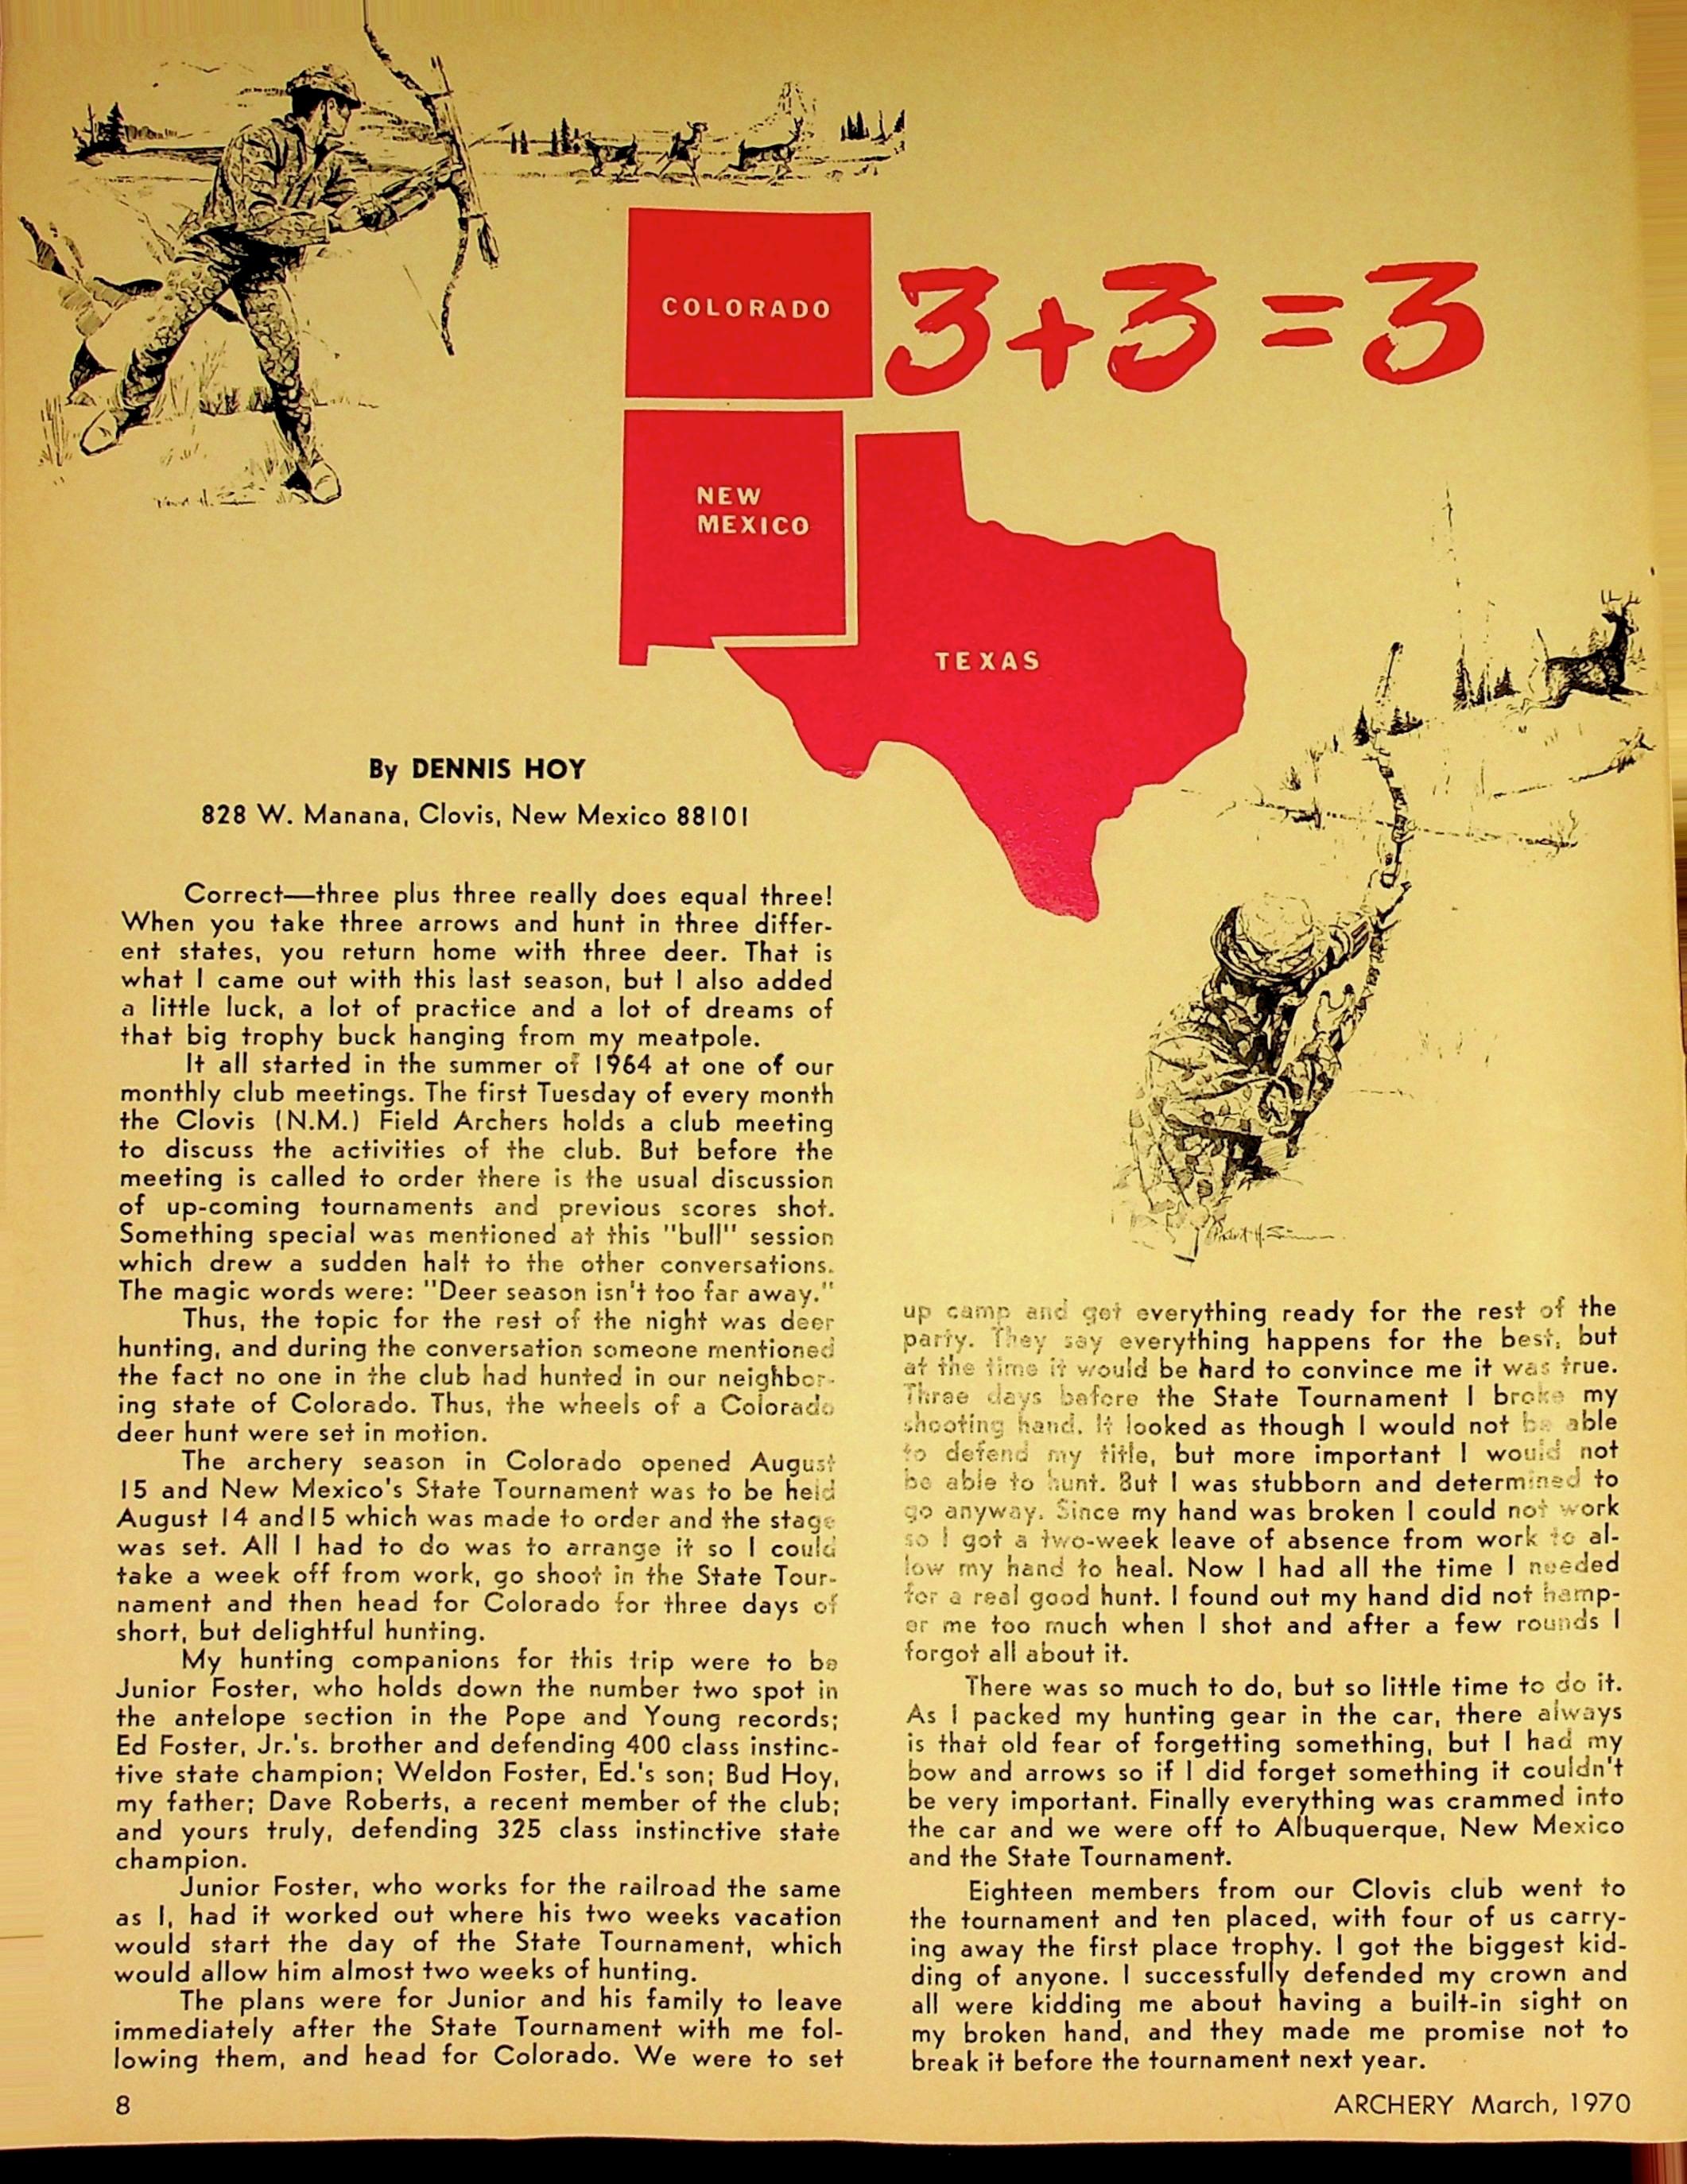 COLORADO
3+3=3
NEW
MEXICO
TEXAS
By DENNIS HOY
828 W. Manana, Clovis, New Mexico 88101
Correct—three plus three really does equal three!
When you take three arrows and hunt in three differ-
ent states, you return home with three deer. That is
what I came out with this last season, but I also added
a little luck, a lot of practice and a lot of dreams of
that big trophy buck hanging from my meatpole.
It all started in the summer of 1964 at one of our
monthly club meetings. The first Tuesday of every month
the Clovis (N.M.) Field Archers holds a club meeting
to discuss the activities of the club. But before the
meeting is called to order there is the usual discussion
of up-coming tournaments and previous scores shot.
Something special was mentioned at this "bull" session
which drew a sudden halt to the other conversations.
The magic words were: "Deer season isn't too far away."
Thus, the topic for the rest of the night was deer
hunting, and during the conversation someone mentioned
the fact no one in the club had hunted in our neighbor-
ing state of Colorado. Thus, the wheels of a Colorado
deer hunt were set in motion.
The archery season in Colorado opened August
15 and New Mexico's State Tournament was to be held
August 14 and15 which was made to order and the stage
was set. All I had to do was to arrange it so I could
take a week off from work, go shoot in the State Tour-
nament and then head for Colorado for three days of
short, but delightful hunting.
My hunting companions for this trip were to be
Junior Foster, who holds down the number two spot in
the antelope section in the Pope and Young records;
Ed Foster, Jr.'s. brother and defending 400 class instinc-
tive state champion; Weldon Foster, Ed.'s son; Bud Hoy,
my father; Dave Roberts, a recent member of the club;
and yours truly, defending 325 class instinctive state
champion.
Junior Foster, who works for the railroad the same
as I, had it worked out where his two weeks vacation
would start the day of the State Tournament, which
would allow him almost two weeks of hunting.
The plans were for Junior and his family to leave
immediately after the State Tournament with me fol-
lowing them, and head for Colorado. We were to set
up camp and get everything ready for the rest of the
party. They say everything happens for the best, but
at the time it would be hard to convince me it was true.
Three days before the State Tournament I broke my
shooting hand. It looked as though I would not be able
to defend my title, but more important I would not
be able to hunt. But I was stubborn and determined to
go anyway. Since my hand was broken I could not work
so I got a two-week leave of absence from work to al-
low my hand to heal. Now I had all the time I needed
for a real good hunt. I found out my hand did not hamp-
er me too much when I shot and after a few rounds I
forgot all about it.
There was so much to do, but so little time to do it.
As I packed my hunting gear in the car, there always
is that old fear of forgetting something, but I had my
bow and arrows so if I did forget something it couldn't
be very important. Finally everything was crammed into
the car and we were off to Albuquerque, New Mexico
and the State Tournament.
Eighteen members from our Clovis club went to
the tournament and ten placed, with four of us carry-
ing away the first place trophy. I got the biggest kid-
ding of anyone. I successfully defended my crown and
all were kidding me about having a built-in sight on
my broken hand, and they made me promise not to
break it before the tournament next year.
8
ARCHERY March, 1970